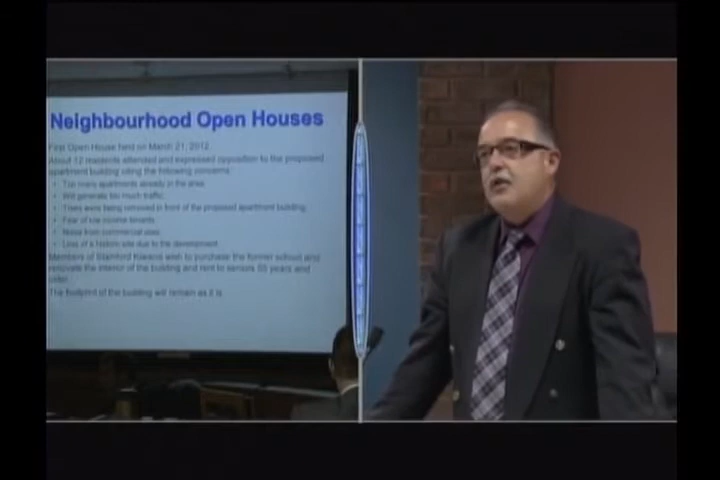 Neighbourhood Open Houses
First Open House held on March 21, 2012
About 12 residents attended and expressed opposition to the proposed
apartment building citing the following concerns:
Too many apartments already in the area
Will generate too much traffic
Trees were being removed in front of the proposed apartment building
Fear of low income tenants
Noise from commercial uses
Loss of a historic site due to the development
Members of Stamford Kiwanis wish to purchase the former school and
renovate the interior of the building and rent to seniors 55 years and
older
The footprint of the building will remain as it is